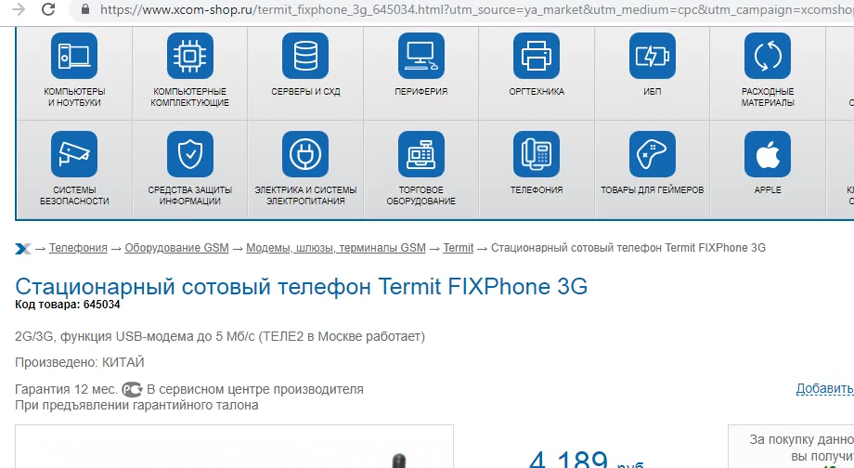 https://www.xcom-shop.ru/termit_fixphone_3g_645034.html?utm_source=ya_market&utm_medium=cpc&utm_campaign=xcomshop
КОМПЬЮТЕРЫ И НОУТБУКИ
КОМПЬЮТЕРНЫЕ КОМПЛЕКТУЮЩИЕ
СЕРВЕРЫ И СХД
ПЕРИФЕРИЯ
ОРГТЕХНИКА
ИБП
РАСХОДНЫЕ МАТЕРИАЛЫ
СИСТЕМЫ БЕЗОПАСНОСТИ
СРЕДСТВА ЗАЩИТЫ ИНФОРМАЦИИ
ЭЛЕКТРИКА И СИСТЕМЫ ЭЛЕКТРОПИТАНИЯ
ТОРГОВОЕ ОБОРУДОВАНИЕ
ТЕЛЕФОНИЯ
ТОВАРЫ ДЛЯ ГЕЙМЕРОВ
APPLE
→ Телефония → Оборудование GSM → Модемы, шлюзы, терминалы GSM → Termit → Стационарный сотовый телефон Termit FIXPhone 3G
Стационарный сотовый телефон Termit FIXPhone 3G
Код товара: 645034
2G/3G, функция USB-модема до 5 Мб/с (ТЕЛЕ2 в Москве работает)
Произведено: КИТАЙ
Гарантия 12 мес. В сервисном центре производителя
При предъявлении гарантийного талона
Добавить
4 189 руб
За покупку данно
вы получи